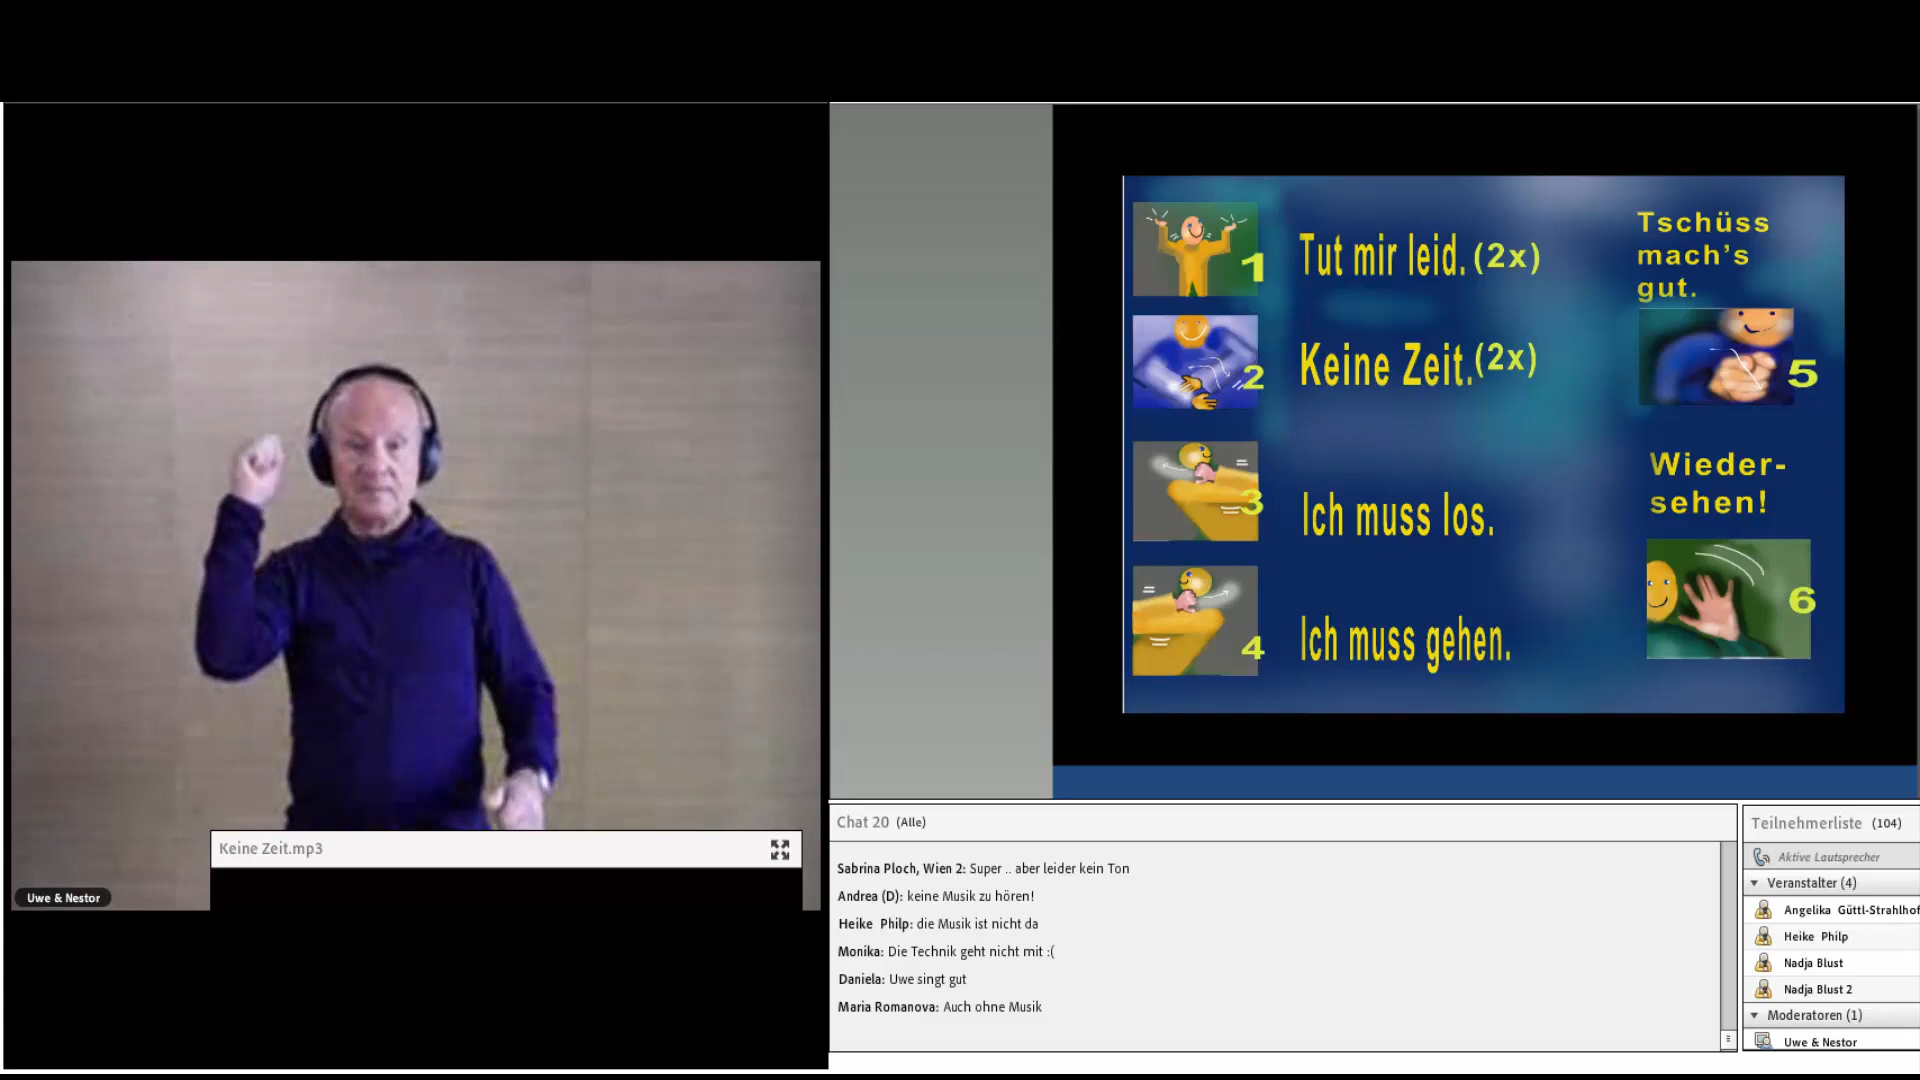 1
Tut mir leid. (2x)
2
Keine Zeit. (2x)
3
Ich muss los.
4
Ich muss gehen.
Tschüss
mach's
gut.
5
Wieder-
sehen!
6
Keine Zeit.mp3
Uwe & Nestor
Chat 20 (Alle)
Sabrina Ploch, Wien 2: Super .. aber leider kein Ton
Andrea (D): keine Musik zu hören!
Heike Philp: die Musik ist nicht da
Monika: Die Technik geht nicht mit :(
Daniela: Uwe singt gut
Maria Romanova: Auch ohne Musik
Teilnehmerliste (104)
Aktive Lautsprecher
Veranstalter (4)
Angelika Güttl-Strahlhof
Heike Philp
Nadja Blust
Nadja Blust 2
Moderatoren (1)
Uwe & Nestor